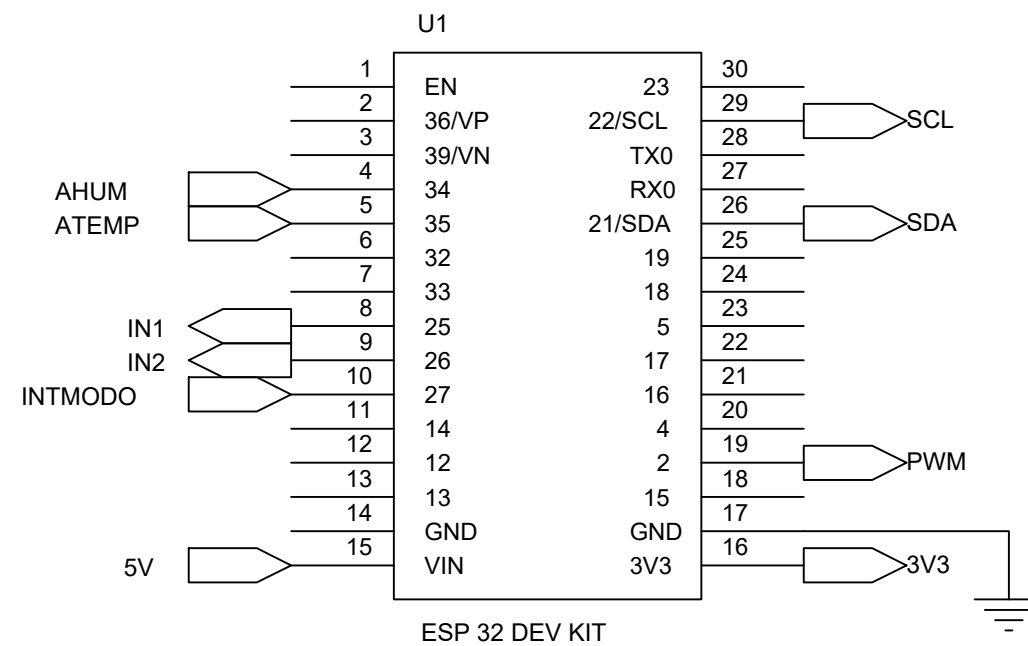 U1
1 EN 23 30
2 36/VP 22/SCL 29 SCL
3 39/VN TX0 28
AHUM 4 34 RX0 27
ATEMP 5 35 21/SDA 26 SDA
6 32 19 25
7 33 18 24
IN1 8 25 5 23
IN2 9 26 17 22
INTMODO 10 27 16 21
11 14 4 20
12 12 2 19 PWM
13 13 15 18
14 GND GND 17
5V 15 VIN 3V3 16 3V3
ESP 32 DEV KIT